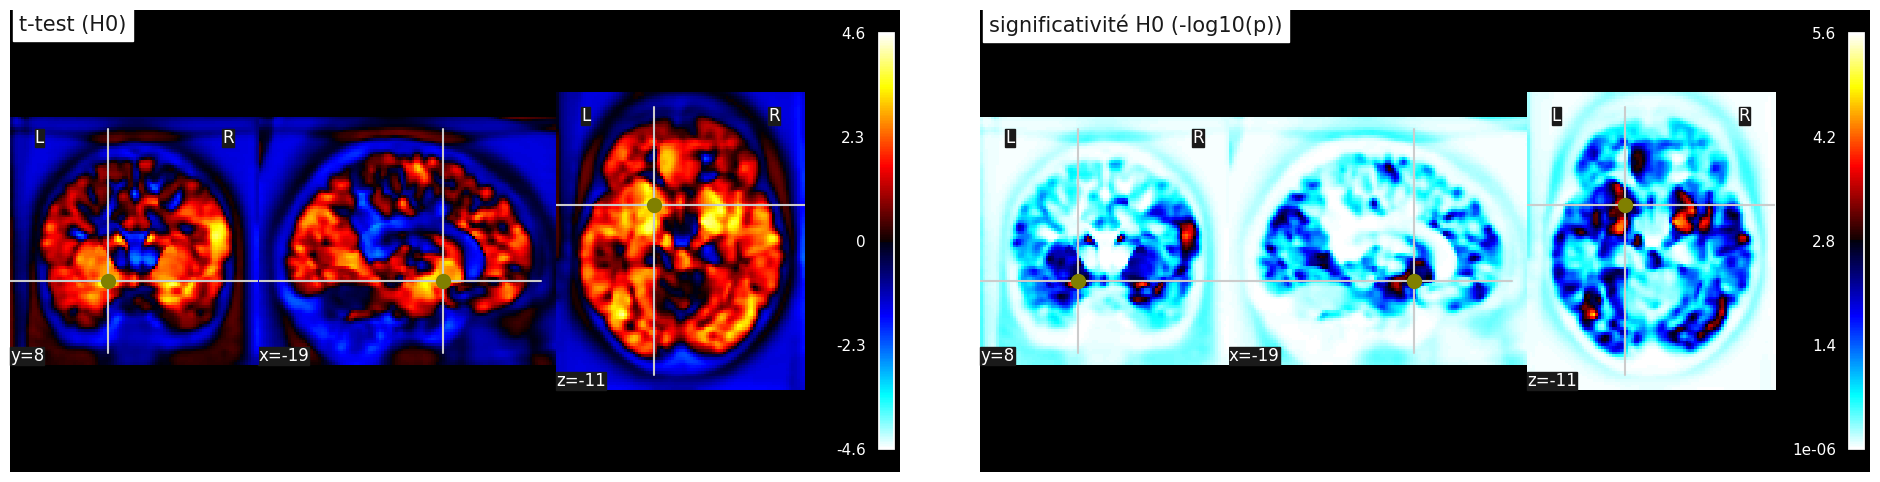 t-test (H0)
L
R
L
R
y=8
x=-19
z=-11
4.6
2.3
0
-2.3
-4.6
significativité H0 (-log10(p))
L
R
L
R
y=8
x=-19
z=-11
5.6
4.2
2.8
1.4
1e-06